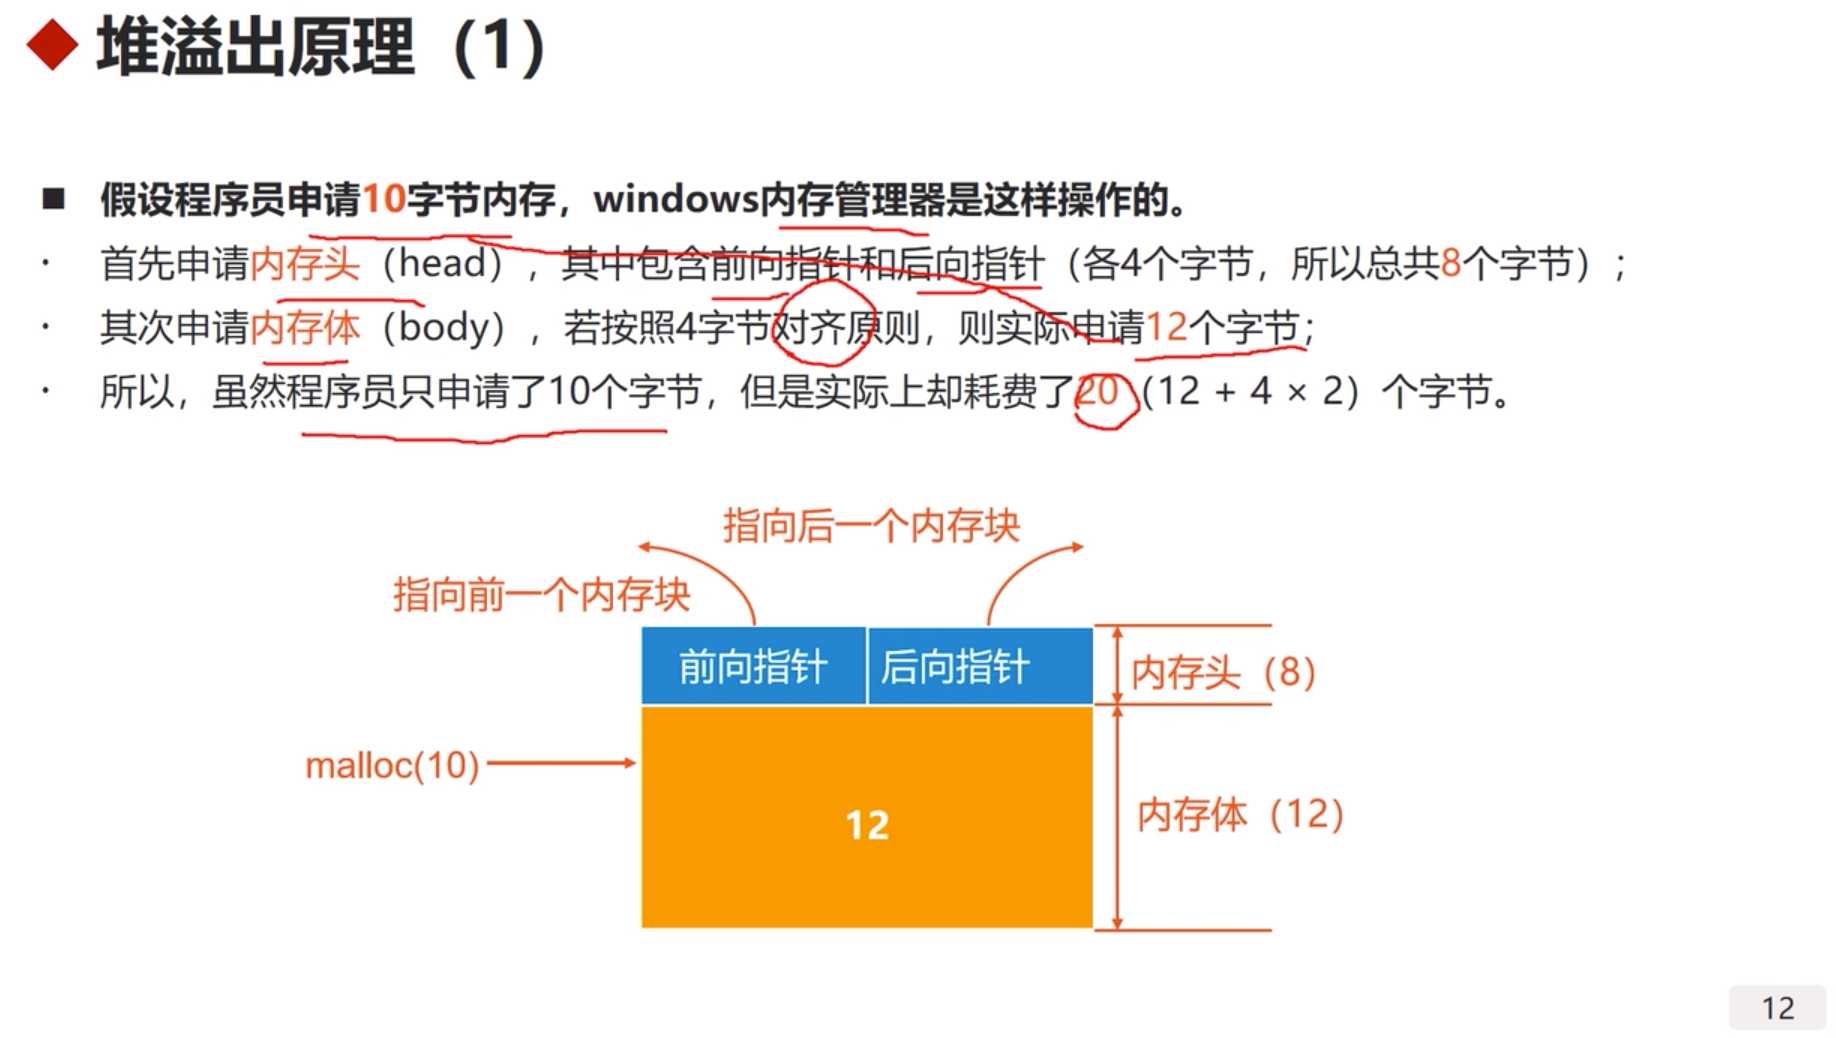 堆溢出原理（1）
■ 假设程序员申请10字节内存，windows内存管理器是这样操作的。
· 首先申请内存头（head），其中包含前向指针和后向指针（各4个字节，所以总共8个字节）；
· 其次申请内存体（body），若按照4字节对齐原则，则实际申请12个字节；
· 所以，虽然程序员只申请了10个字节，但是实际上却耗费了20（12 + 4 × 2）个字节。
指向后一个内存块
指向前一个内存块
前向指针 后向指针 内存头（8）
malloc(10)
12
内存体（12）
12